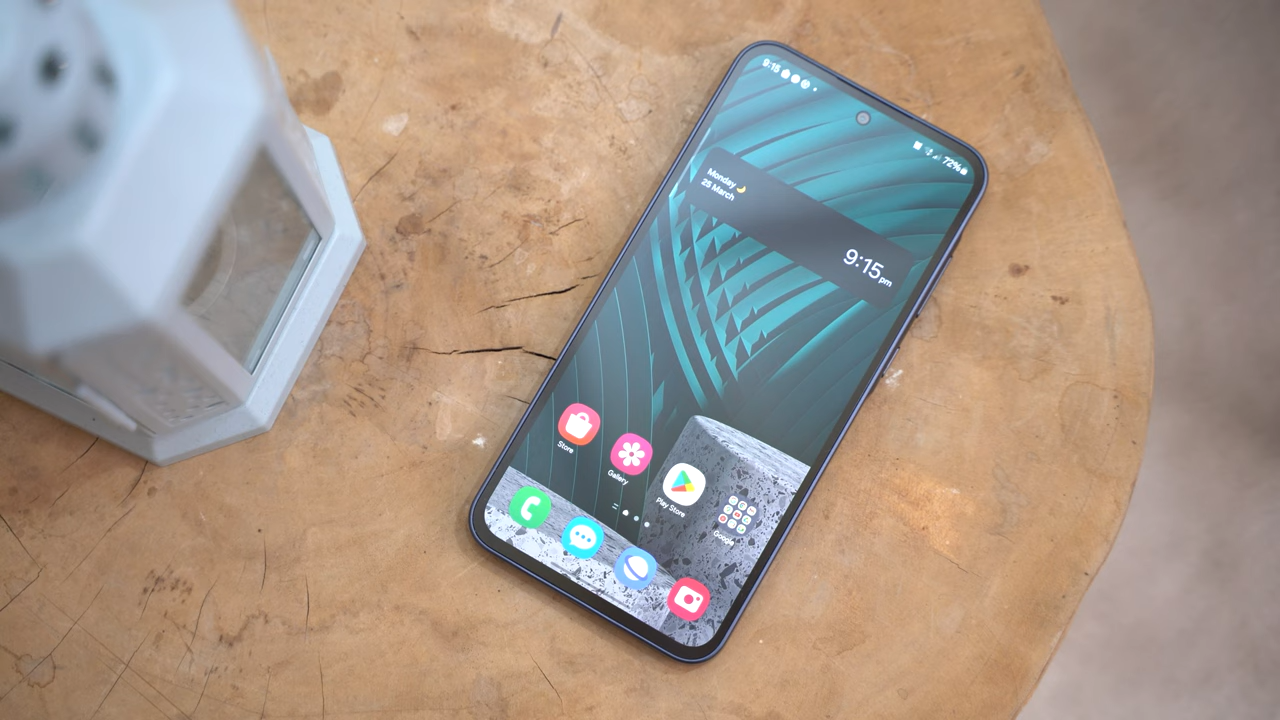 9:15
72%
Monday 🌙
25 March
9:15pm
Store
Gallery
Play Store
Google